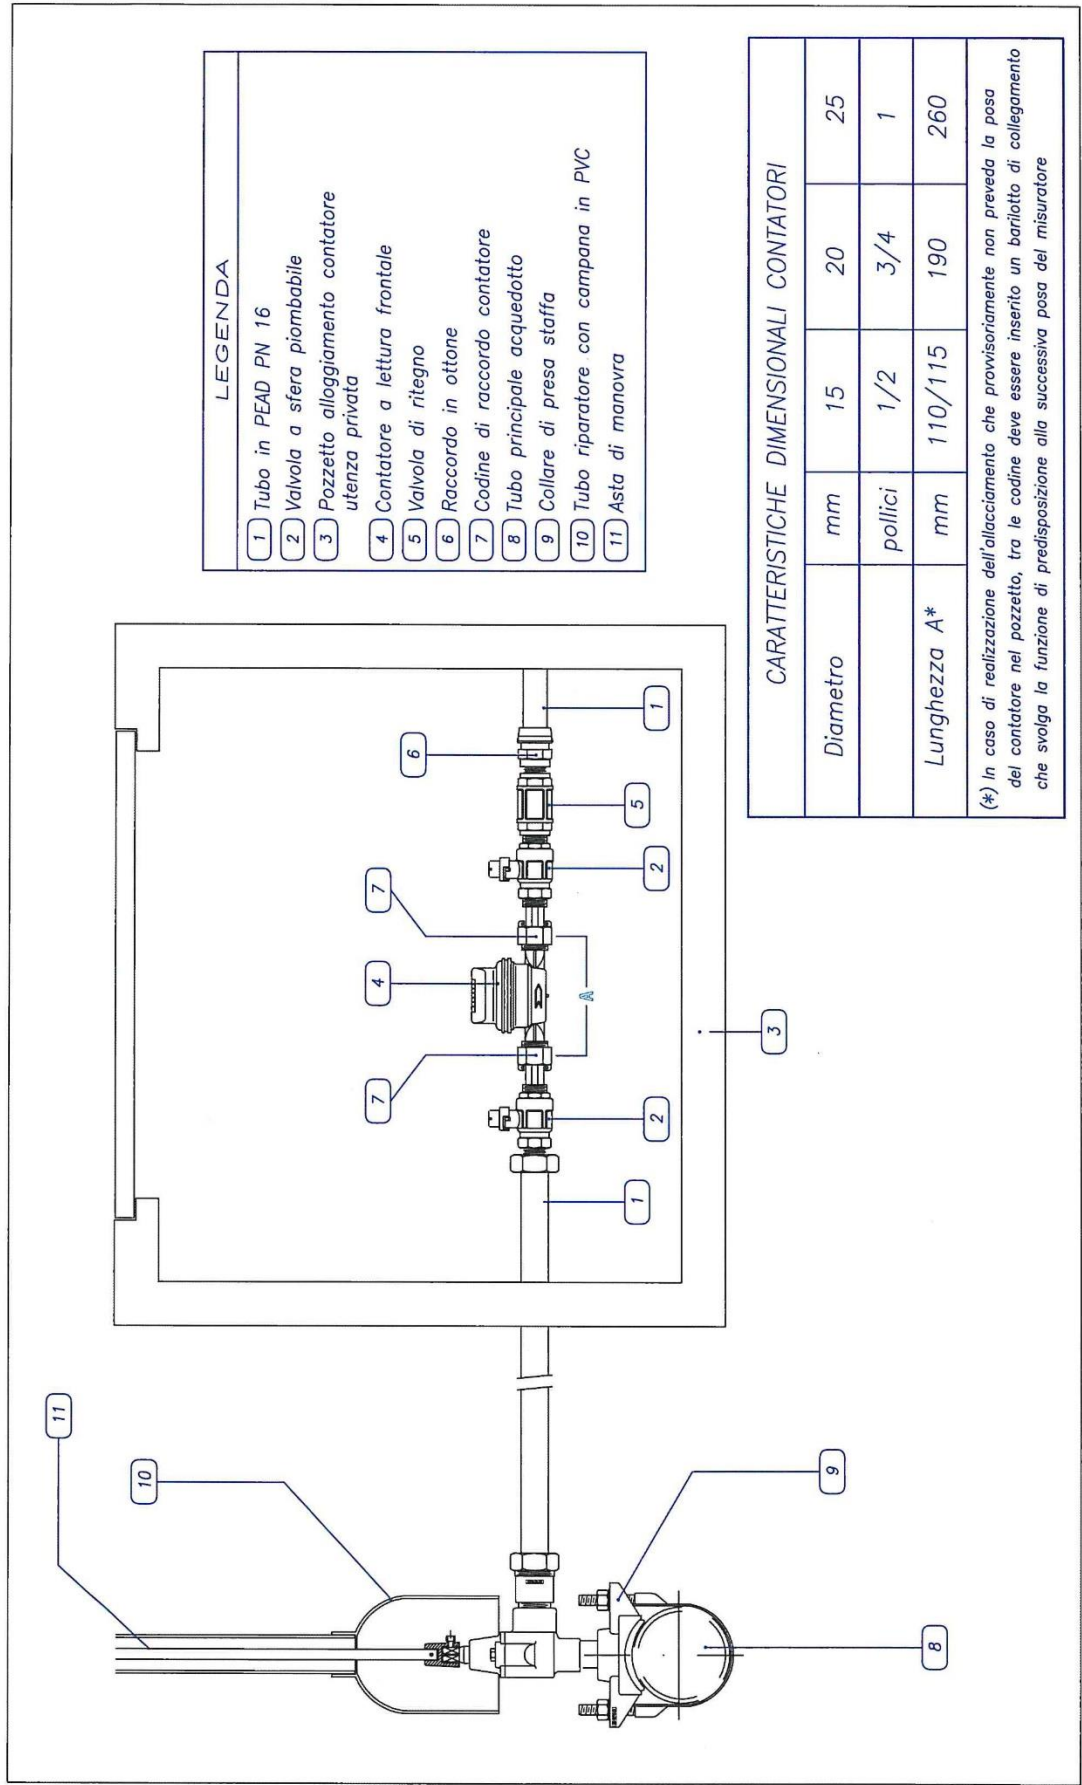 LEGENDA
1 Tubo in PEAD PN 16
2 Valvola a sfera piombabile
3 Pozzetto alloggiamento contatore
utenza privata
4 Contatore a lettura frontale
5 Valvola di ritegno
6 Raccordo in ottone
7 Codine di raccordo contatore
8 Tubo principale acquedotto
9 Collare di presa staffa
10 Tubo riparatore con campana in PVC
11 Asta di manovra
11
10
9
8
7
4
7
6
A
1
2
2
5
1
3
CARATTERISTICHE DIMENSIONALI CONTATORI
Diametro mm 15 20 25
pollici 1/2 3/4 1
Lunghezza A* mm 110/115 190 260
(*) In caso di realizzazione dell'allacciamento che provvisoriamente non preveda la posa
del contatore nel pozzetto, tra le codine deve essere inserito un barilotto di collegamento
che svolga la funzione di predisposizione alla successiva posa del misuratore